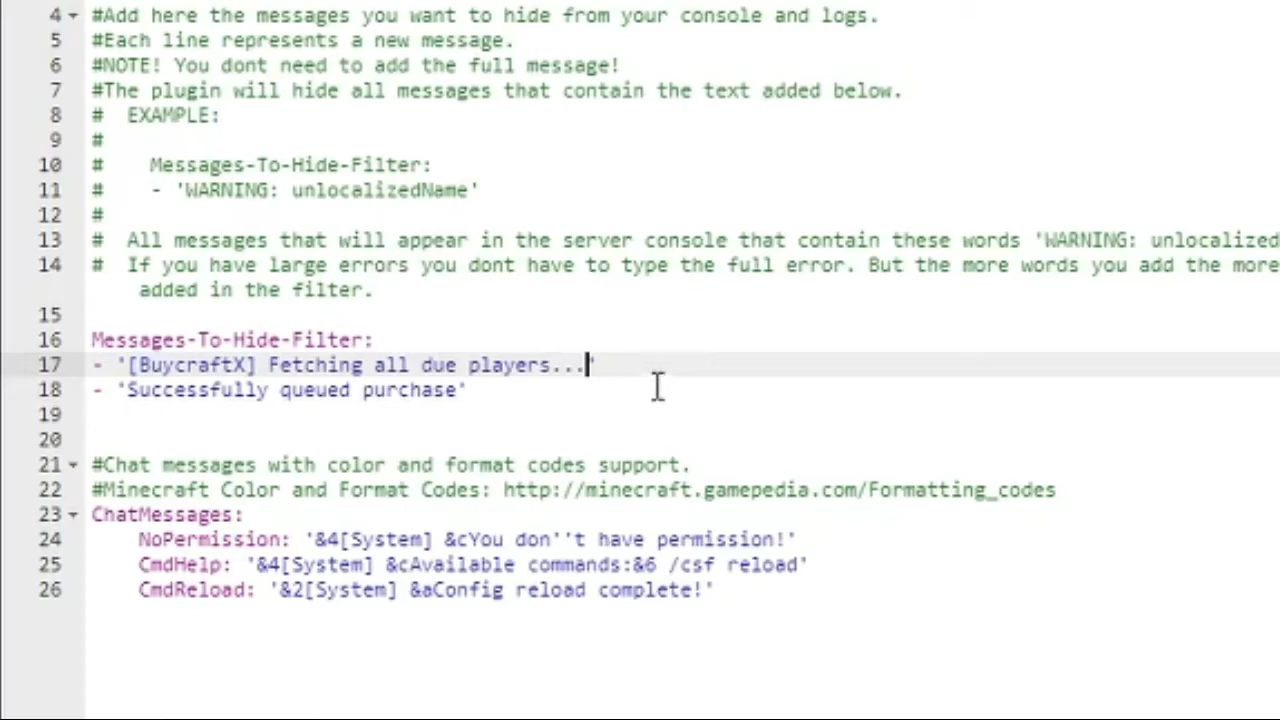 4 #Add here the messages you want to hide from your console and logs.
5 #Each line represents a new message.
6 #NOTE! You dont need to add the full message!
7 #The plugin will hide all messages that contain the text added below.
8 #  EXAMPLE:
9 #
10 #    Messages-To-Hide-Filter:
11 #    - 'WARNING: unlocalizedName'
12 #
13 #  All messages that will appear in the server console that contain these words 'WARNING: unlocalized
14 #  If you have large errors you dont have to type the full error. But the more words you add the more
added in the filter.
15
16 Messages-To-Hide-Filter:
17 - '[BuycraftX] Fetching all due players...'
18 - 'Successfully queued purchase'
19
20
21 #Chat messages with color and format codes support.
22 #Minecraft Color and Format Codes: http://minecraft.gamepedia.com/Formatting_codes
23 ChatMessages:
24     NoPermission: '&4[System] &cYou don''t have permission!'
25     CmdHelp: '&4[System] &cAvailable commands:&6 /csf reload'
26     CmdReload: '&2[System] &aConfig reload complete!'